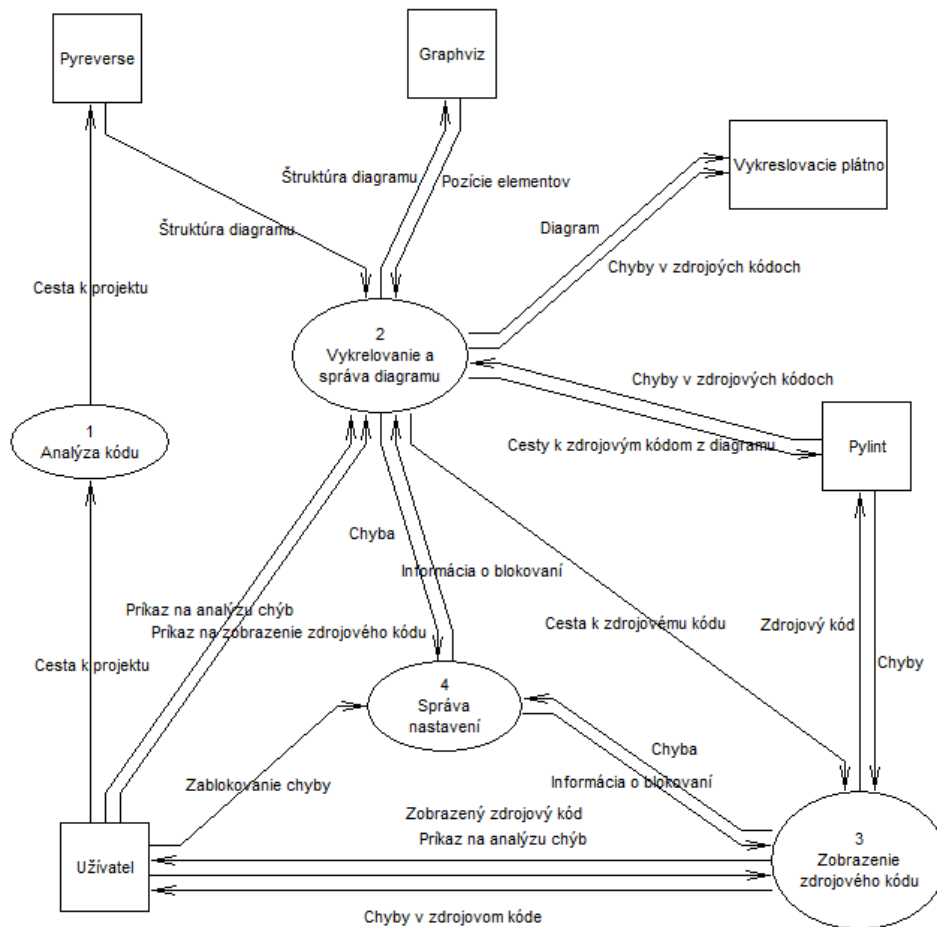 Pyreverse
Graphviz
Vykreslovacie plátno
Štruktúra diagramu
Pozície elementov
Štruktúra diagramu
Diagram
Chyby v zdrojoých kódoch
Cesta k projektu
2
Vykrelovanie a
správa diagramu
Chyby v zdrojových kódoch
1
Analýza kódu
Cesty k zdrojovým kódom z diagramu
Pylint
Chyba
Informácia o blokovaní
Príkaz na analýzu chýb
Príkaz na zobrazenie zdrojového kódu
Cesta k zdrojovému kódu
Zdrojový kód
Cesta k projektu
Chyby
4
Správa
nastavení
Chyba
Zablokovanie chyby
Informácia o blokovaní
Zobrazený zdrojový kód
Príkaz na analýzu chýb
Užívatel
3
Zobrazenie
zdrojového kódu
Chyby v zdrojovom kóde